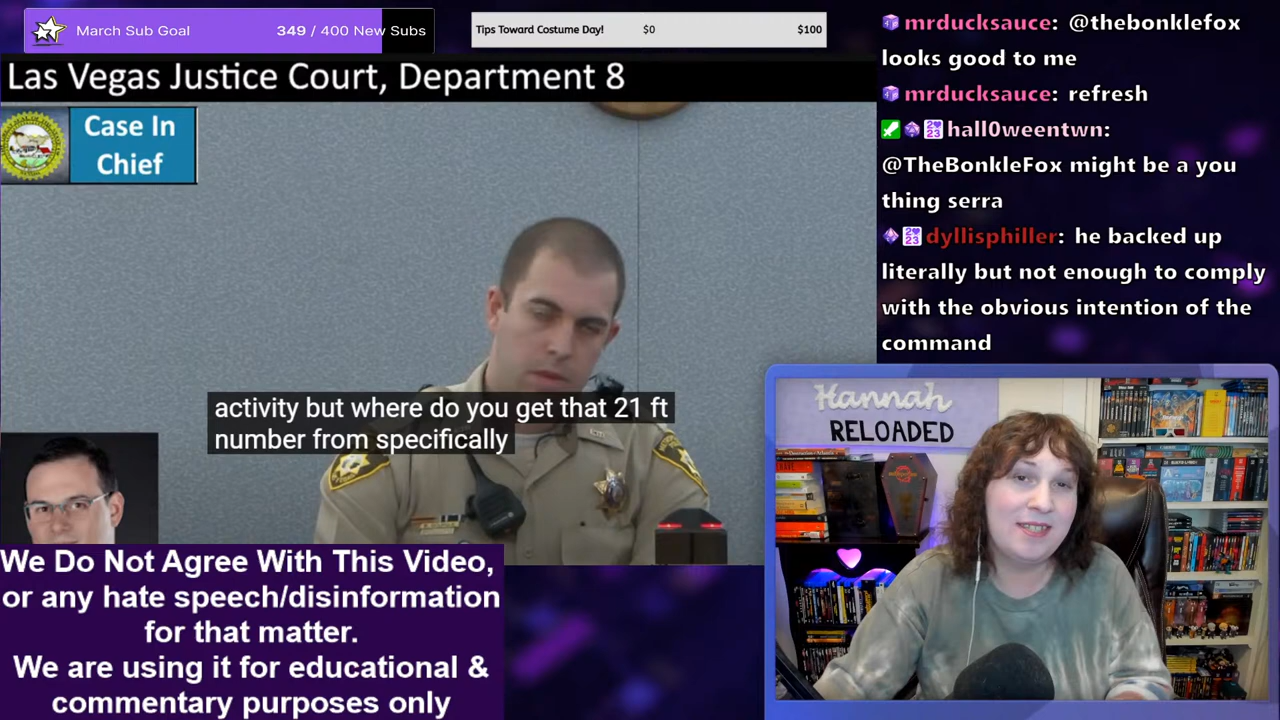 March Sub Goal
349 / 400 New Subs
Tips Toward Costume Day!
$0
$100
Las Vegas Justice Court, Department 8
Case In
Chief
activity but where do you get that 21 ft
number from specifically
We Do Not Agree With This Video,
or any hate speech/disinformation
for that matter.
We are using it for educational &
commentary purposes only
mrducksauce: @thebonklefox
looks good to me
mrducksauce: refresh
hall0weentwn:
@TheBonkleFox might be a you
thing serra
dyllisphiller: he backed up
literally but not enough to comply
with the obvious intention of the
command
Hannah
RELOADED